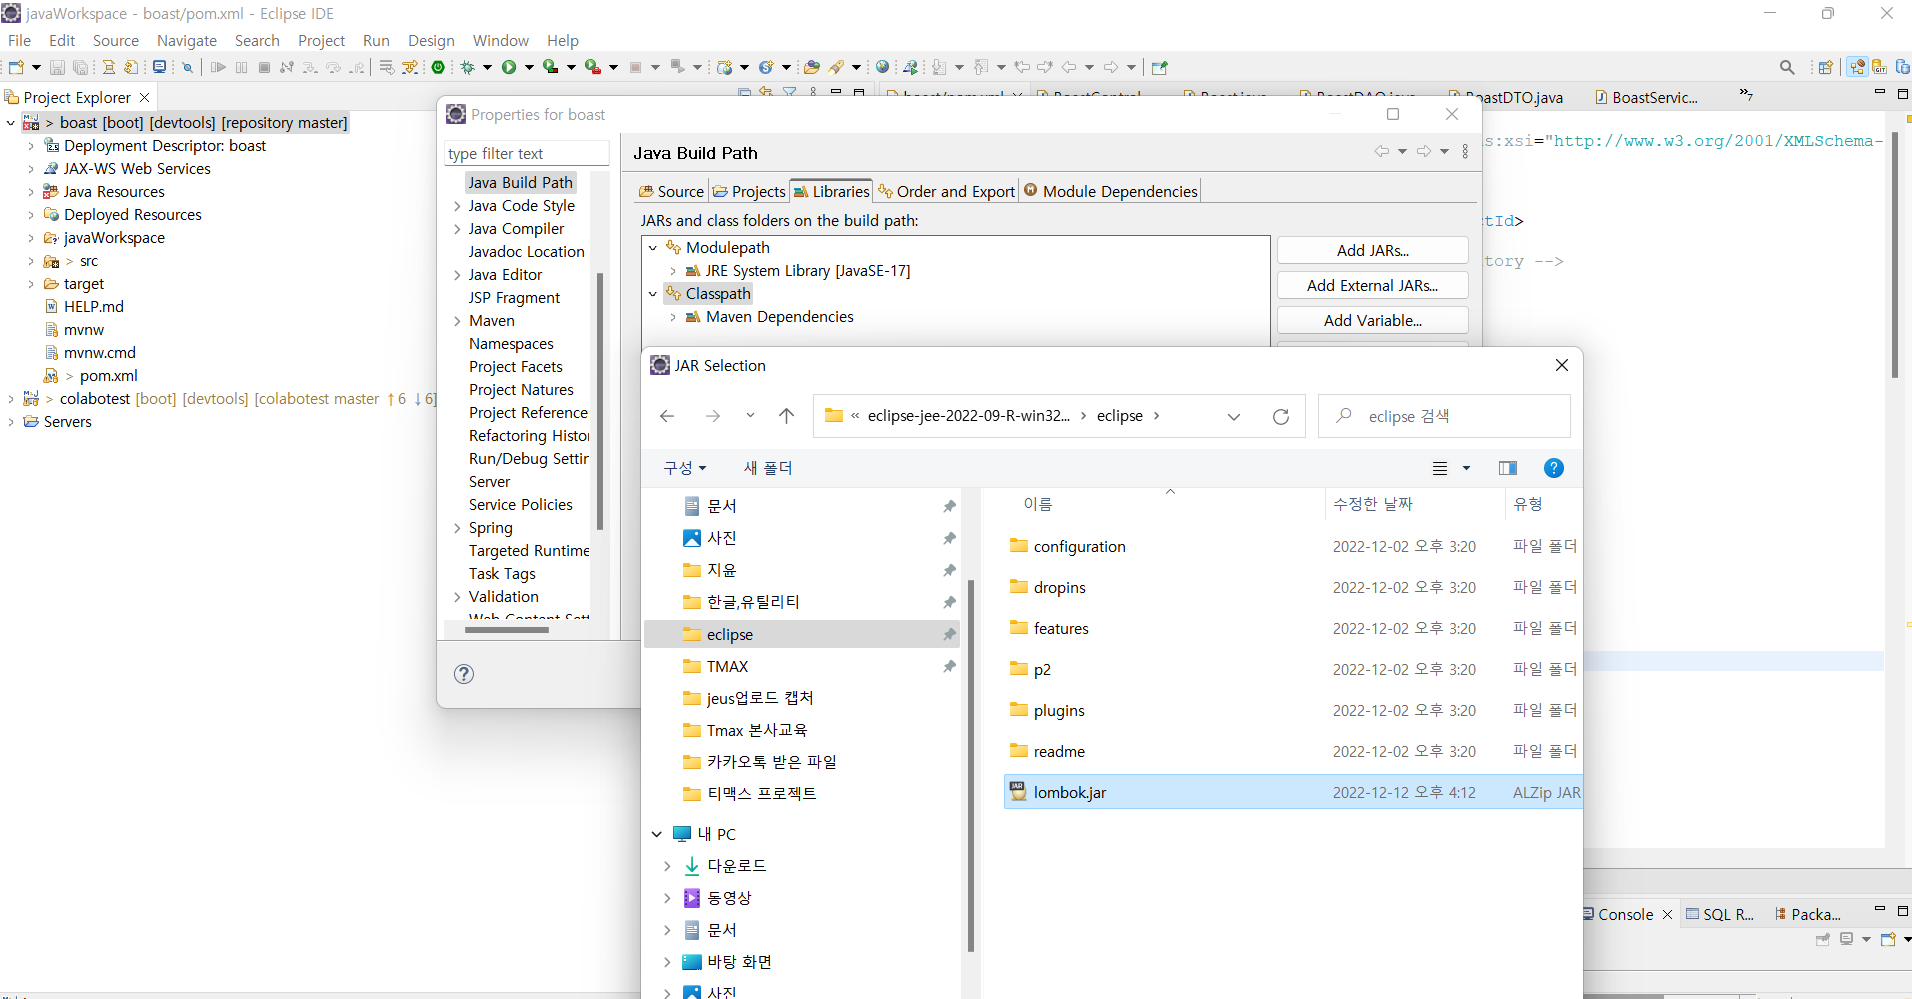 javaWorkspace - boast/pom.xml - Eclipse IDE
File Edit Source Navigate Search Project Run Design Window Help
Project Explorer
BoastDTO.java
BoastServic...
7
> boast [boot] [devtools] [repository master]
Deployment Descriptor: boast
JAX-WS Web Services
Java Resources
Deployed Resources
javaWorkspace
> src
target
HELP.md
mvnw
mvnw.cmd
> pom.xml
> colabotest [boot] [devtools] [colabotest master ↑6 ↓6]
Servers
Properties for boast
type filter text
Java Build Path
Java Code Style
Java Compiler
Javadoc Location
Java Editor
JSP Fragment
Maven
Namespaces
Project Facets
Project Natures
Project Reference
Refactoring Histo
Run/Debug Settin
Server
Service Policies
Spring
Targeted Runtime
Task Tags
Validation
Java Build Path
Source Projects Libraries Order and Export Module Dependencies
JARs and class folders on the build path:
Modulepath
JRE System Library [JavaSE-17]
Classpath
Maven Dependencies
Add JARs...
Add External JARs...
Add Variable...
s:xsi="http://www.w3.org/2001/XMLSchema-
ctId>
tory -->
JAR Selection
« eclipse-jee-2022-09-R-win32... > eclipse >
eclipse 검색
구성 새 폴더
문서
사진
지윤
한글,유틸리티
eclipse
TMAX
jeus업로드 캡처
Tmax 본사교육
카카오톡 받은 파일
티맥스 프로젝트
내 PC
다운로드
동영상
문서
바탕 화면
사진
이름 수정한 날짜 유형
configuration 2022-12-02 오후 3:20 파일 폴더
dropins 2022-12-02 오후 3:20 파일 폴더
features 2022-12-02 오후 3:20 파일 폴더
p2 2022-12-02 오후 3:20 파일 폴더
plugins 2022-12-02 오후 3:20 파일 폴더
readme 2022-12-02 오후 3:20 파일 폴더
lombok.jar 2022-12-12 오후 4:12 ALZip JAR
Console SQL R... Packa...